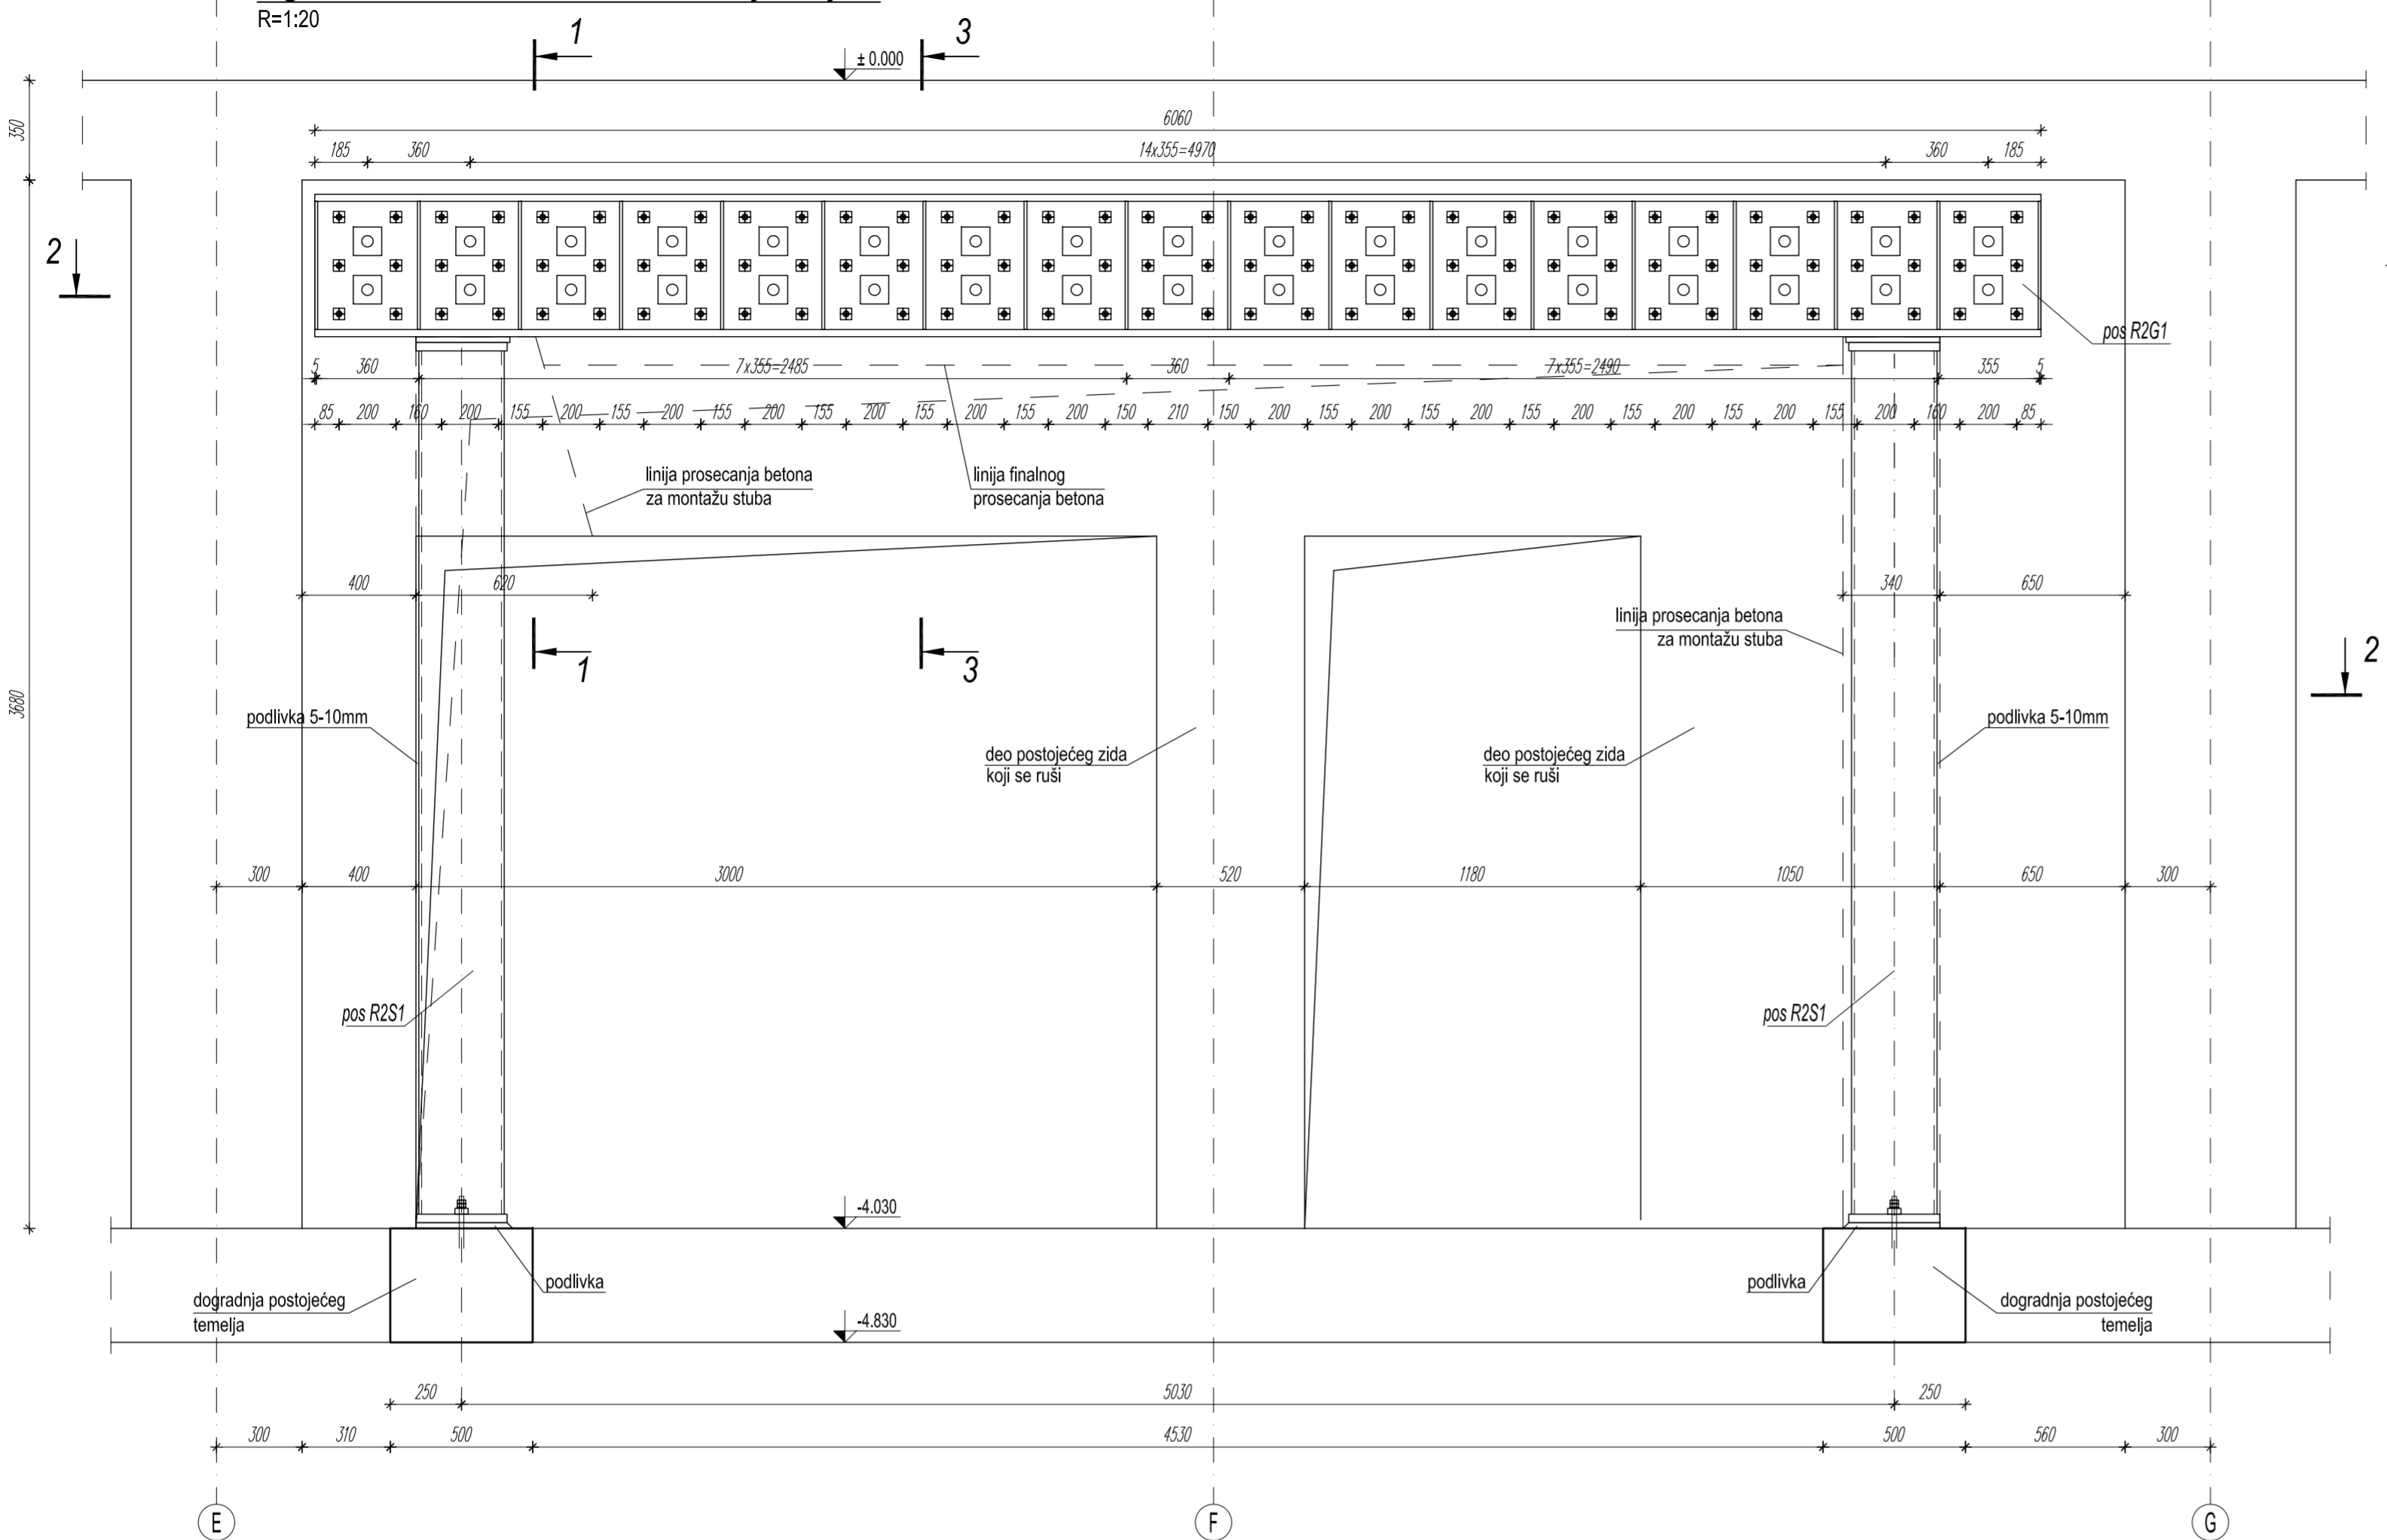 R=1:20
1
3
± 0.000
350
6060
185
360
14x355=4970
360
185
2
pos R2G1
5
360
7x355=2485
360
7x355=2490
355
5
85
200
160
200
155
200
155
200
155
200
155
200
155
200
155
200
150
210
150
200
155
200
155
200
155
200
155
200
155
200
155
200
160
200
85
linija prosecanja betona
za montažu stuba
linija finalnog
prosecanja betona
400
620
340
650
linija prosecanja betona
za montažu stuba
1
3
2
3680
podlivka 5-10mm
podlivka 5-10mm
deo postojećeg zida
koji se ruši
deo postojećeg zida
koji se ruši
300
400
3000
520
1180
1050
650
300
pos R2S1
pos R2S1
-4.030
podlivka
podlivka
dogradnja postojećeg
temelja
dogradnja postojećeg
temelja
-4.830
250
5030
250
300
310
500
4530
500
560
300
E
F
G